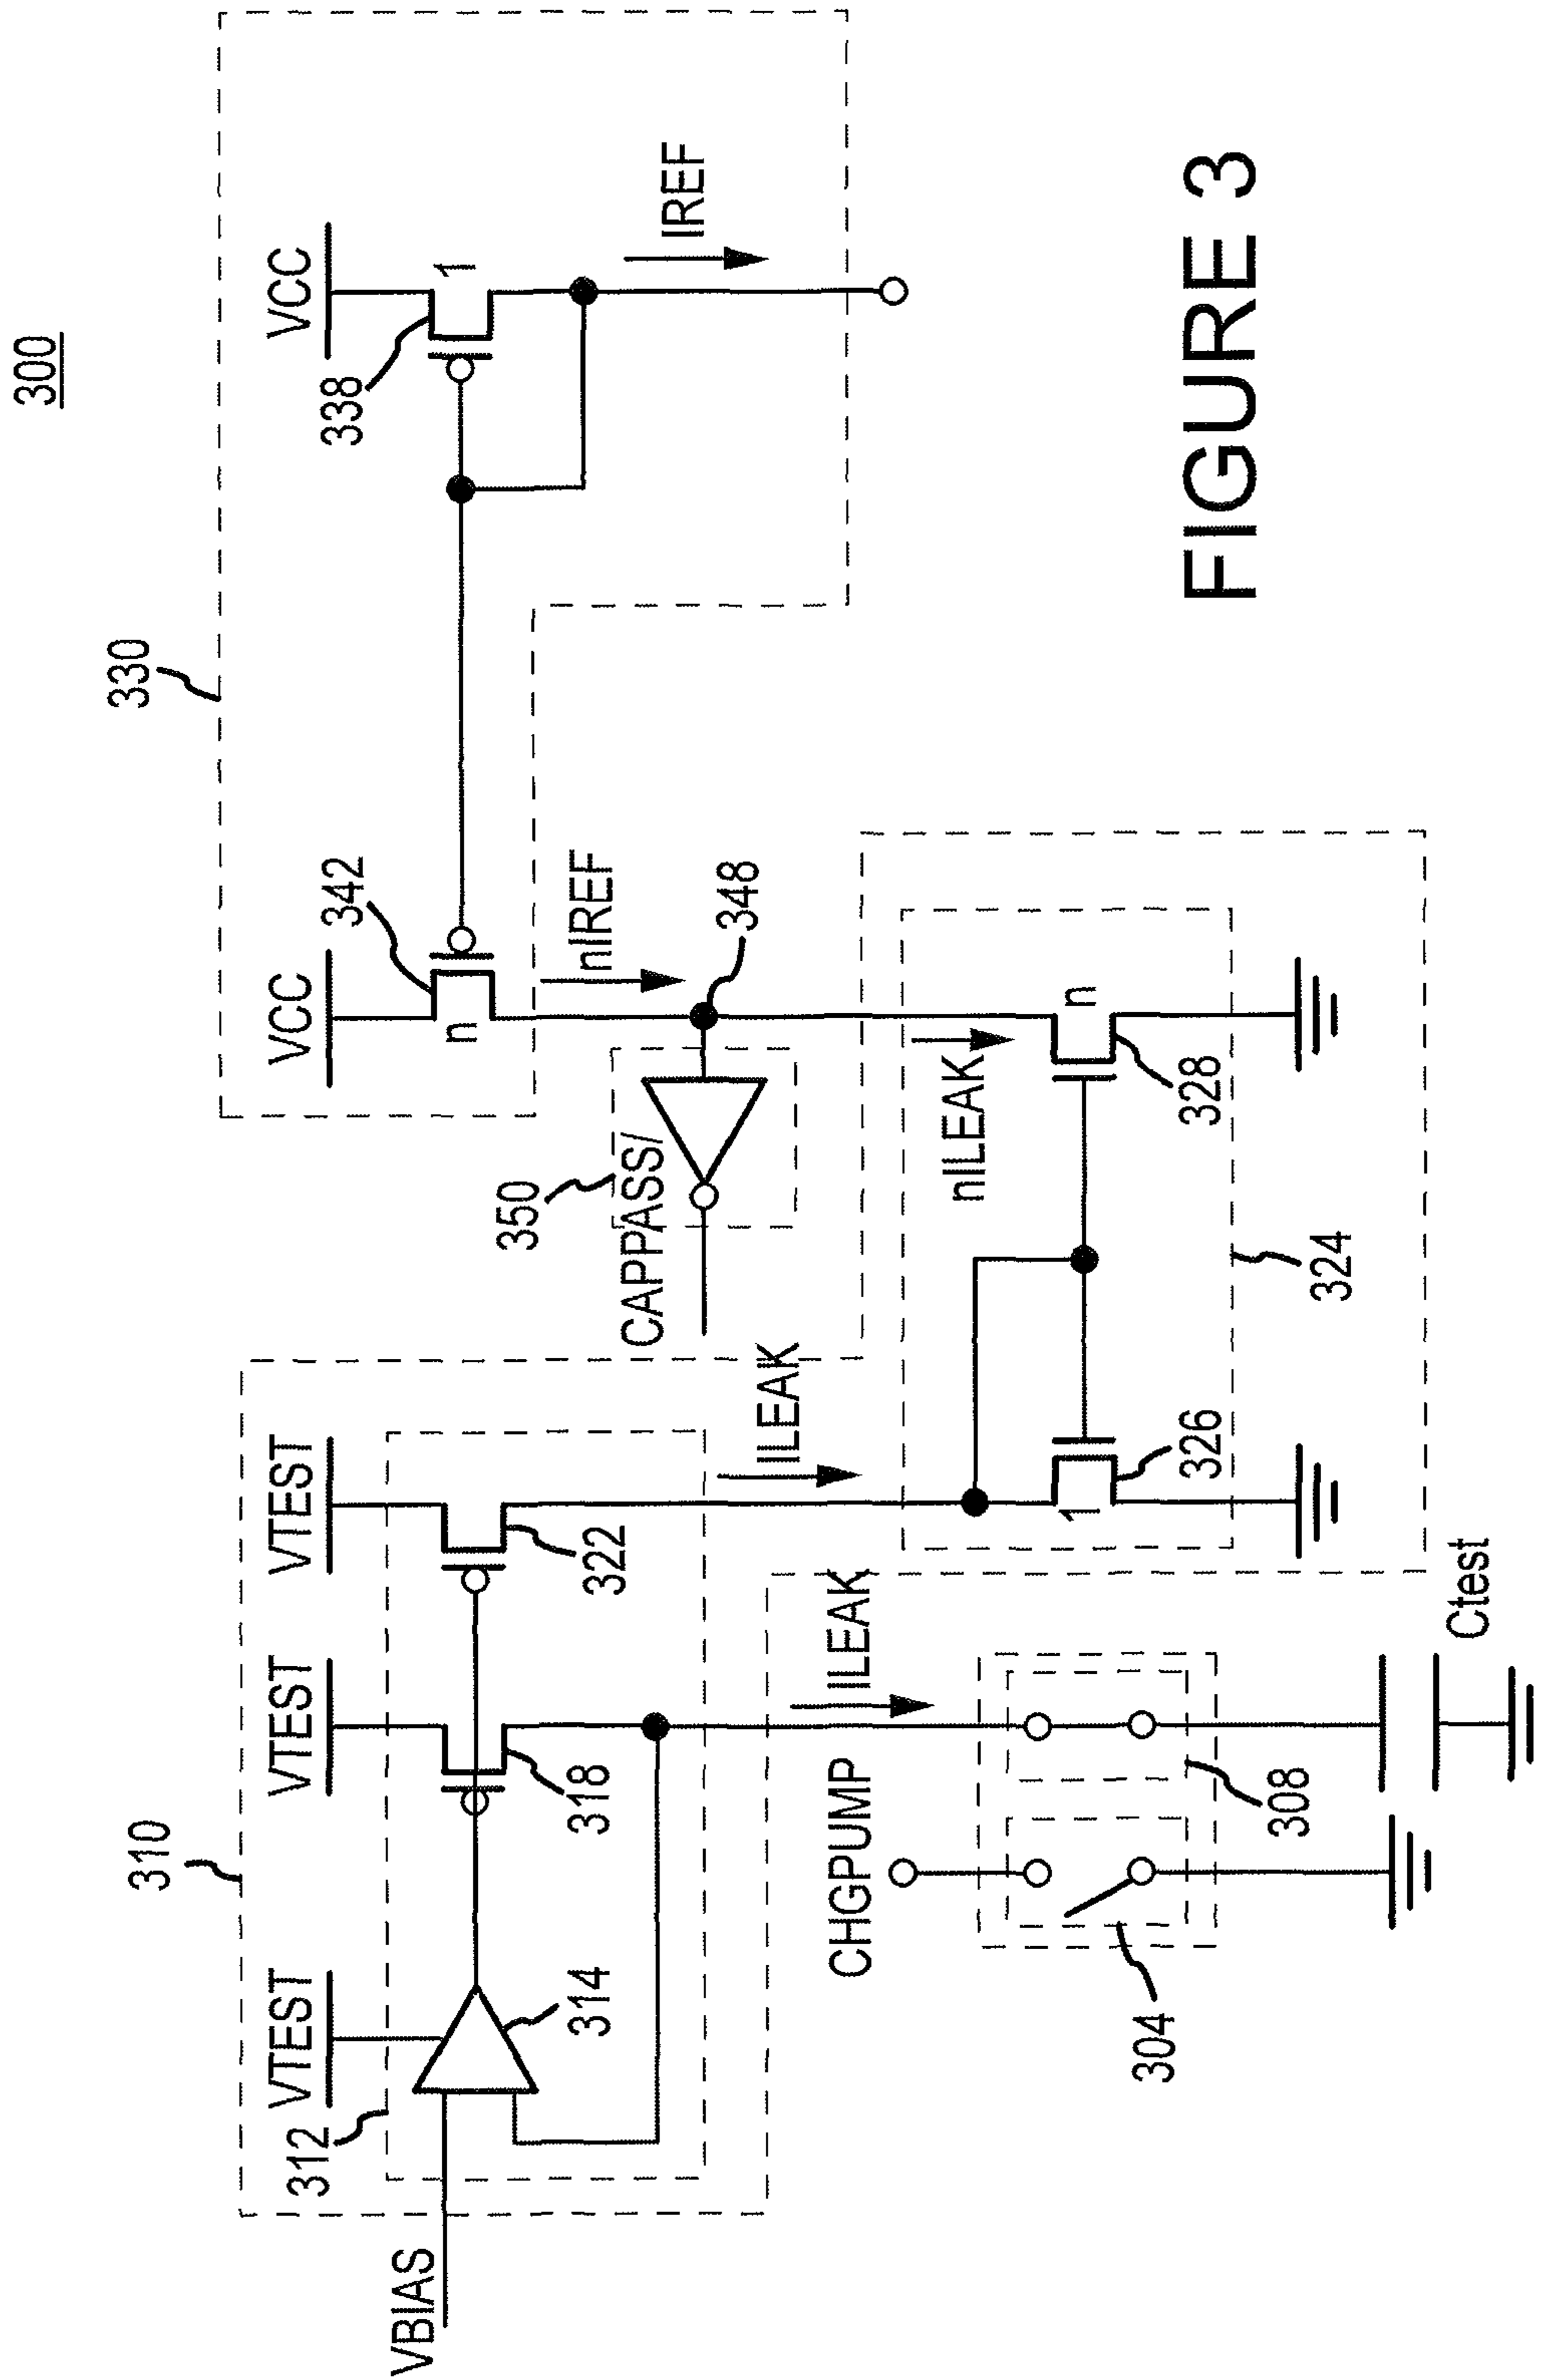 300
330
310
VCC
VCC
VTEST
VTEST
VTEST
312
342
338
n
1
VBIAS
314
318
322
nIREF
IREF
350
CAPPASS/
348
ILEAK
ILEAK
CHGPUMP
nILEAK
1
n
326
328
304
308
324
Ctest
FIGURE 3